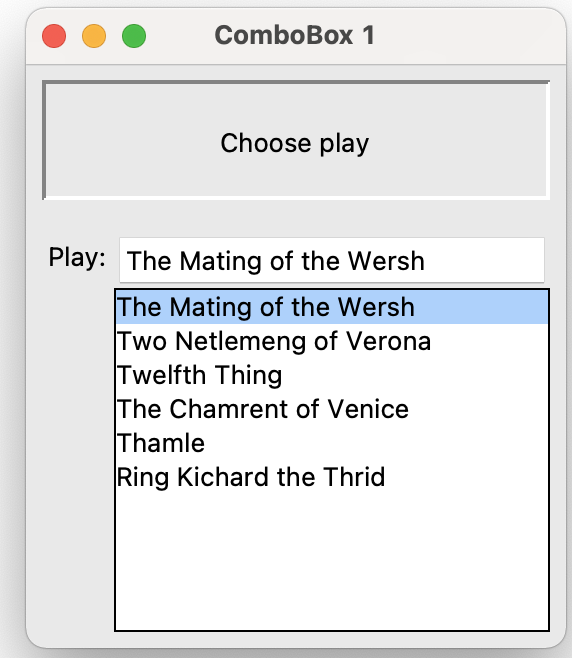 ComboBox 1
Choose play
Play: The Mating of the Wersh
The Mating of the Wersh
Two Netlemeng of Verona
Twelfth Thing
The Chamrent of Venice
Thamle
Ring Kichard the Thrid